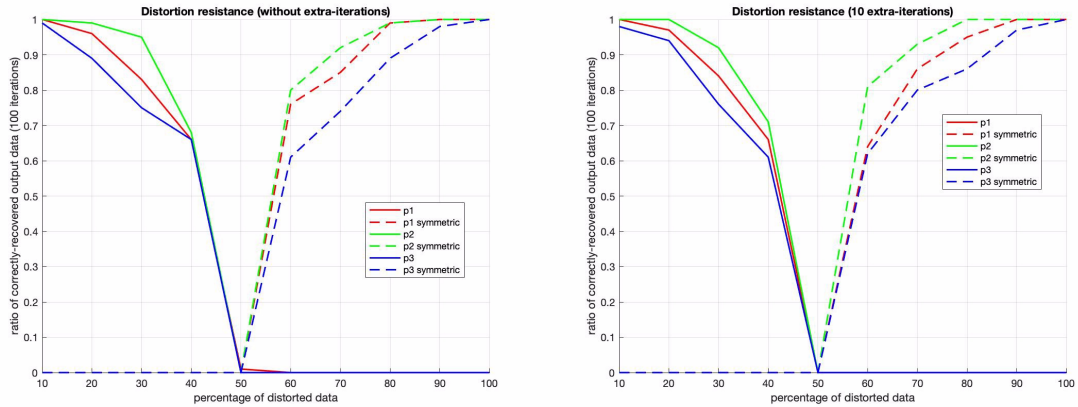 Distortion resistance (without extra-iterations)
ratio of correctly-recovered output data (100 iterations)
1
0.9
0.8
0.7
0.6
0.5
0.4
0.3
0.2
0.1
0
10 20 30 40 50 60 70 80 90 100
percentage of distorted data
p1
p1 symmetric
p2
p2 symmetric
p3
p3 symmetric
Distortion resistance (10 extra-iterations)
ratio of correctly-recovered output data (100 iterations)
1
0.9
0.8
0.7
0.6
0.5
0.4
0.3
0.2
0.1
0
10 20 30 40 50 60 70 80 90 100
percentage of distorted data
p1
p1 symmetric
p2
p2 symmetric
p3
p3 symmetric